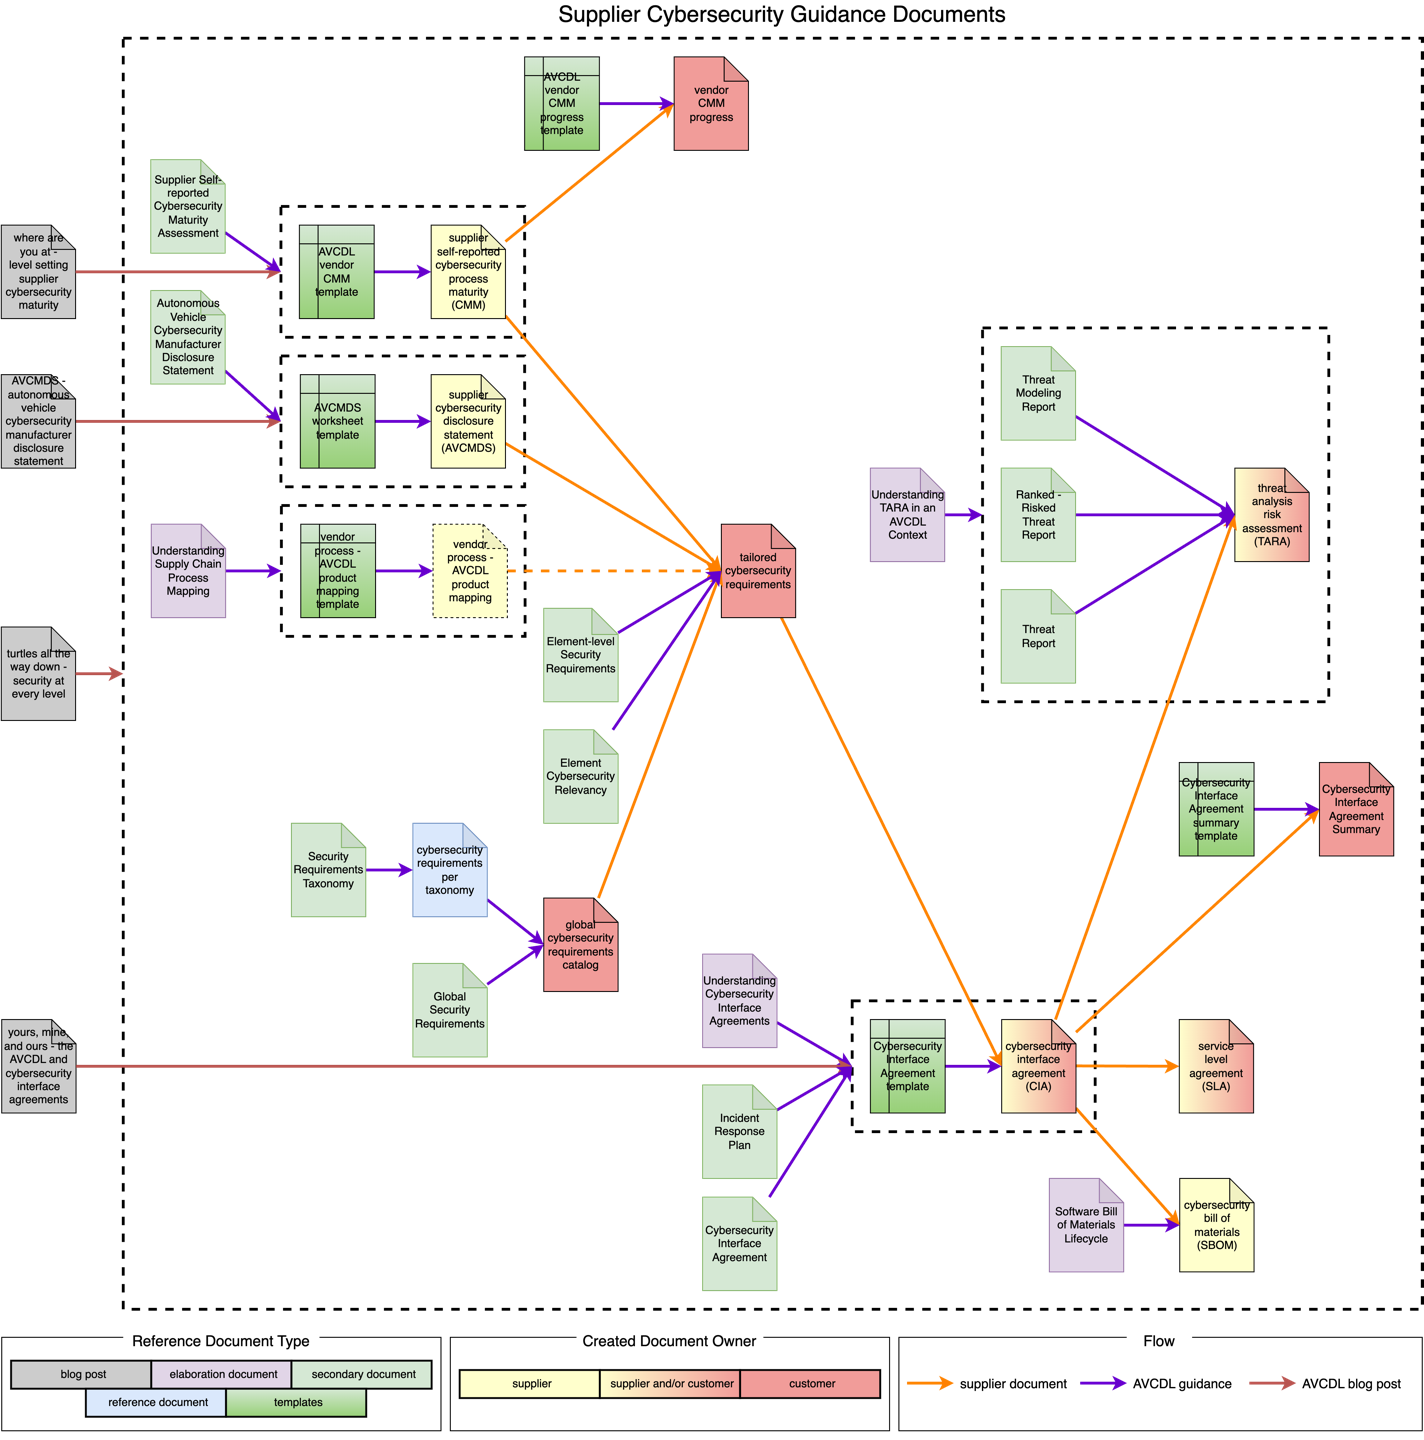 Supplier Cybersecurity Guidance Documents
AVCDL
vendor
CMM
progress
template
vendor
CMM
progress
Supplier Self-
reported
Cybersecurity
Maturity
Assessment
where are
you at -
level setting
supplier
cybersecurity
maturity
AVCDL
vendor
CMM
template
supplier
self-reported
cybersecurity
process
maturity
(CMM)
Autonomous
Vehicle
Cybersecurity
Manufacturer
Disclosure
Statement
AVCMDS -
autonomous
vehicle
cybersecurity
manufacturer
disclosure
statement
AVCMDS
worksheet
template
supplier
cybersecurity
disclosure
statement
(AVCMDS)
Threat
Modeling
Report
Understanding
TARA in an
AVCDL
Context
Ranked -
Risked
Threat
Report
threat
analysis
risk
assessment
(TARA)
Threat
Report
Understanding
Supply Chain
Process
Mapping
vendor
process -
AVCDL
product
mapping
template
vendor
process -
AVCDL
product
mapping
tailored
cybersecurity
requirements
Element-level
Security
Requirements
turtles all the
way down -
security at
every level
Element
Cybersecurity
Relevancy
Cybersecurity
Interface
Agreement
summary
template
Cybersecurity
Interface
Agreement
Summary
Security
Requirements
Taxonomy
cybersecurity
requirements
per
taxonomy
global
cybersecurity
requirements
catalog
Global
Security
Requirements
Understanding
Cybersecurity
Interface
Agreements
yours, mine,
and ours - the
AVCDL and
cybersecurity
interface
agreements
Cybersecurity
Interface
Agreement
template
cybersecurity
interface
agreement
(CIA)
service
level
agreement
(SLA)
Incident
Response
Plan
Cybersecurity
Interface
Agreement
Software Bill
of Materials
Lifecycle
cybersecurity
bill of
materials
(SBOM)
Reference Document Type
blog post
elaboration document
secondary document
reference document
templates
Created Document Owner
supplier
supplier and/or customer
customer
Flow
supplier document
AVCDL guidance
AVCDL blog post